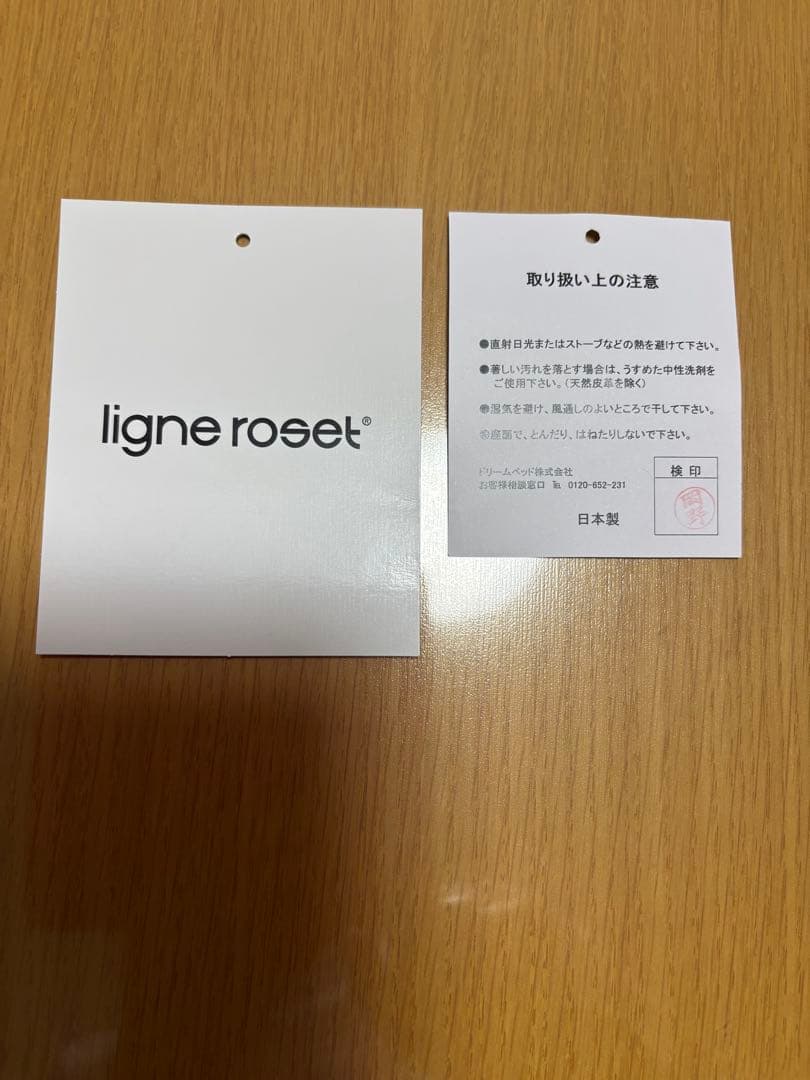 ligne roset®
取り扱い上の注意
●直射日光またはストーブなどの熱を避けて下さい。
●著しい汚れを落とす場合は、うすめた中性洗剤を
ご使用下さい。(天然皮革を除く)
●湿気を避け、風通しのよいところで干して下さい。
●座面で、とんだり、はねたりしないで下さい。
ドリームベッド株式会社
お客様相談窓口 ℡ 0120-652-231
日本製
検印